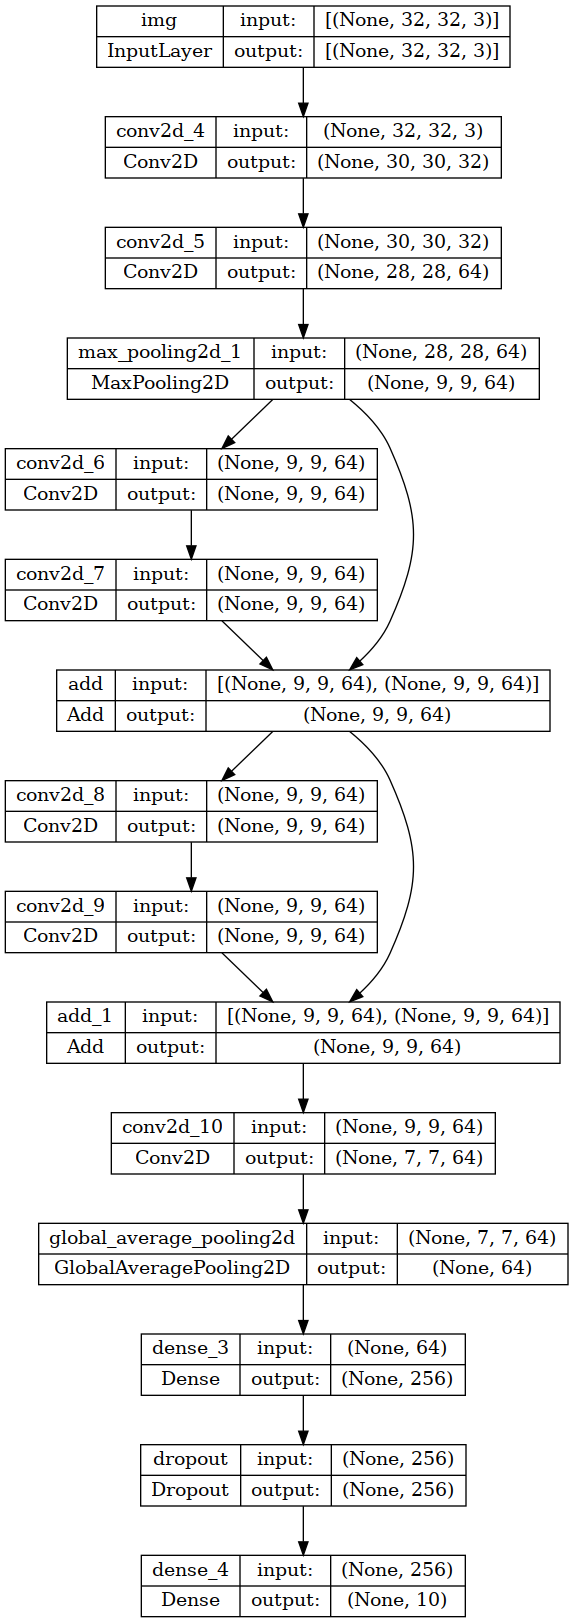 img input: [(None, 32, 32, 3)]
InputLayer output: [(None, 32, 32, 3)]
conv2d_4 input: (None, 32, 32, 3)
Conv2D output: (None, 30, 30, 32)
conv2d_5 input: (None, 30, 30, 32)
Conv2D output: (None, 28, 28, 64)
max_pooling2d_1 input: (None, 28, 28, 64)
MaxPooling2D output: (None, 9, 9, 64)
conv2d_6 input: (None, 9, 9, 64)
Conv2D output: (None, 9, 9, 64)
conv2d_7 input: (None, 9, 9, 64)
Conv2D output: (None, 9, 9, 64)
add input: [(None, 9, 9, 64), (None, 9, 9, 64)]
Add output: (None, 9, 9, 64)
conv2d_8 input: (None, 9, 9, 64)
Conv2D output: (None, 9, 9, 64)
conv2d_9 input: (None, 9, 9, 64)
Conv2D output: (None, 9, 9, 64)
add_1 input: [(None, 9, 9, 64), (None, 9, 9, 64)]
Add output: (None, 9, 9, 64)
conv2d_10 input: (None, 9, 9, 64)
Conv2D output: (None, 7, 7, 64)
global_average_pooling2d input: (None, 7, 7, 64)
GlobalAveragePooling2D output: (None, 64)
dense_3 input: (None, 64)
Dense output: (None, 256)
dropout input: (None, 256)
Dropout output: (None, 256)
dense_4 input: (None, 256)
Dense output: (None, 10)